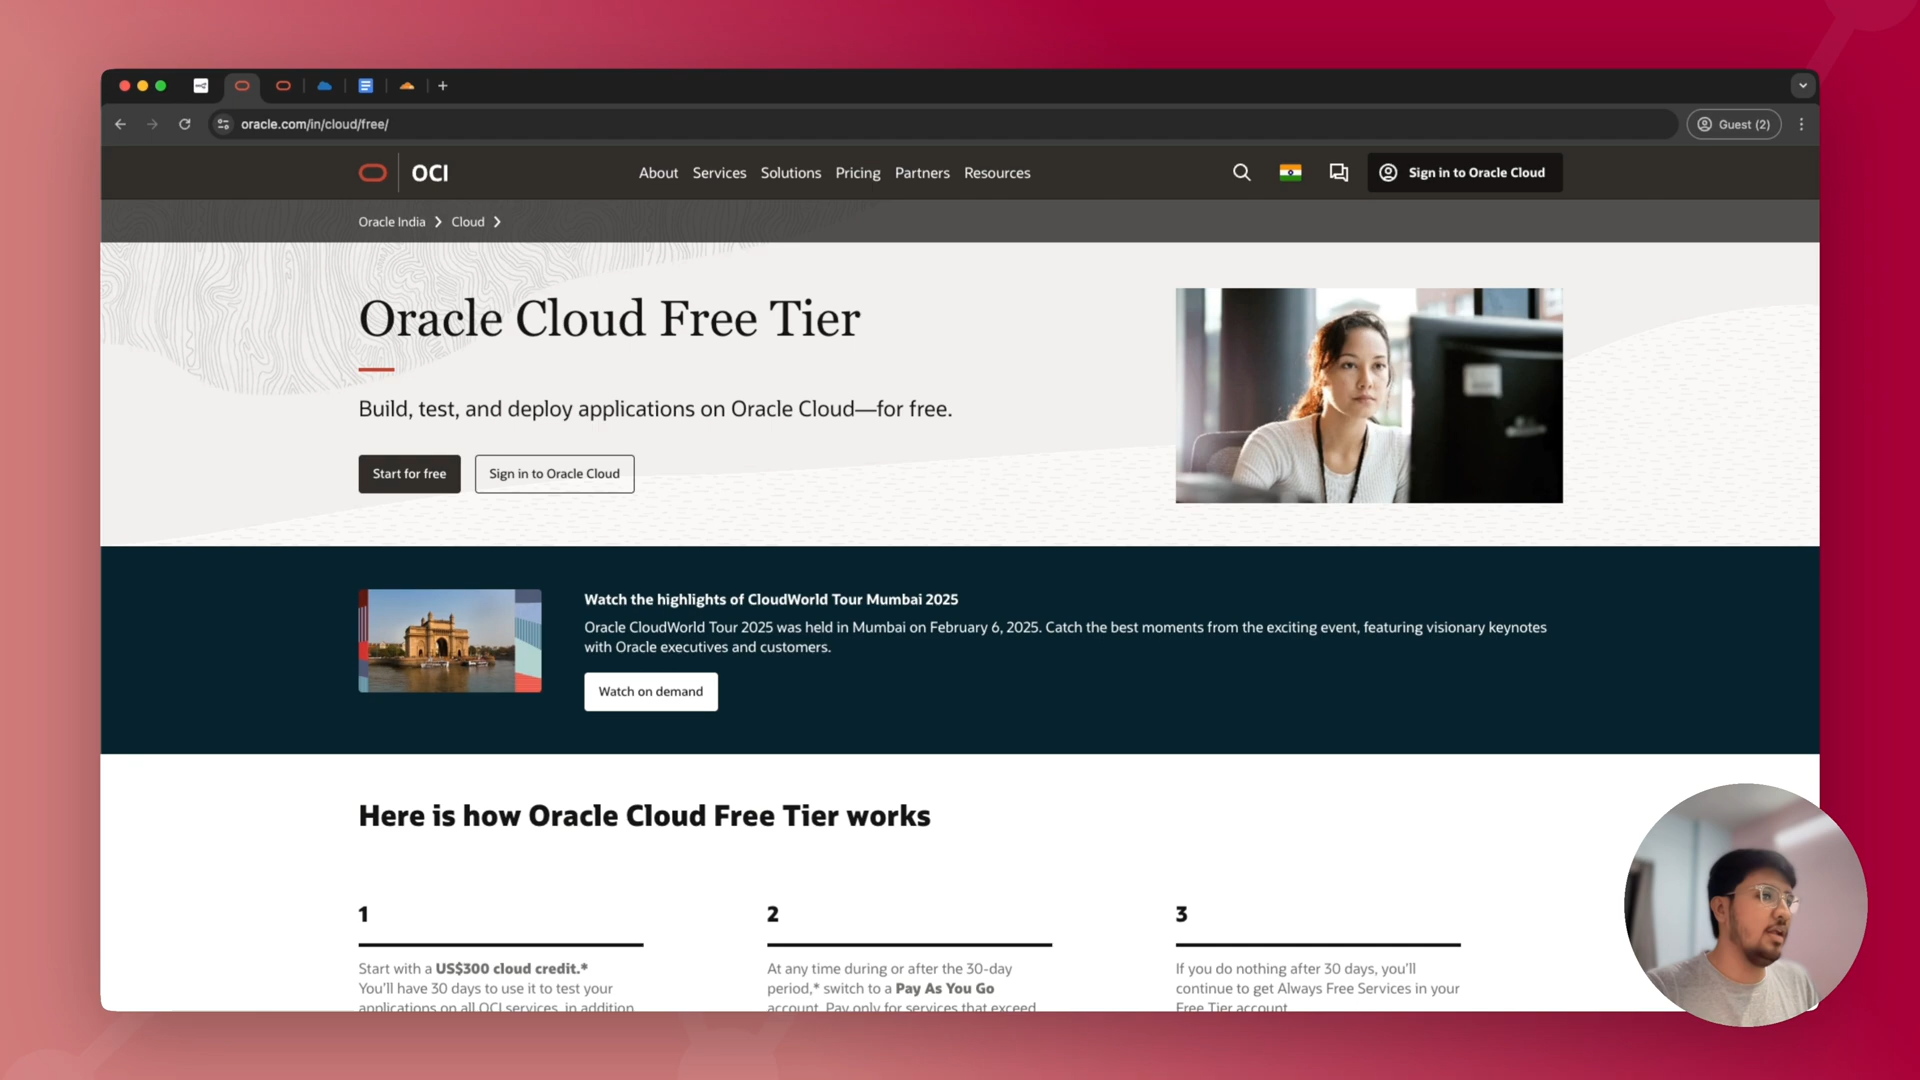 oracle.com/in/cloud/free/
Guest (2)
OCI
About Services Solutions Pricing Partners Resources
Sign in to Oracle Cloud
Oracle India Cloud
Oracle Cloud Free Tier
Build, test, and deploy applications on Oracle Cloud—for free.
Start for free
Sign in to Oracle Cloud
Watch the highlights of CloudWorld Tour Mumbai 2025
Oracle CloudWorld Tour 2025 was held in Mumbai on February 6, 2025. Catch the best moments from the exciting event, featuring visionary keynotes
with Oracle executives and customers.
Watch on demand
Here is how Oracle Cloud Free Tier works
1
Start with a US$300 cloud credit.*
You'll have 30 days to use it to test your
applications on all OCI services, in addition
2
At any time during or after the 30-day
period,* switch to a Pay As You Go
account. Pay only for services that exceed
3
If you do nothing after 30 days, you'll
continue to get Always Free Services in your
Free Tier account